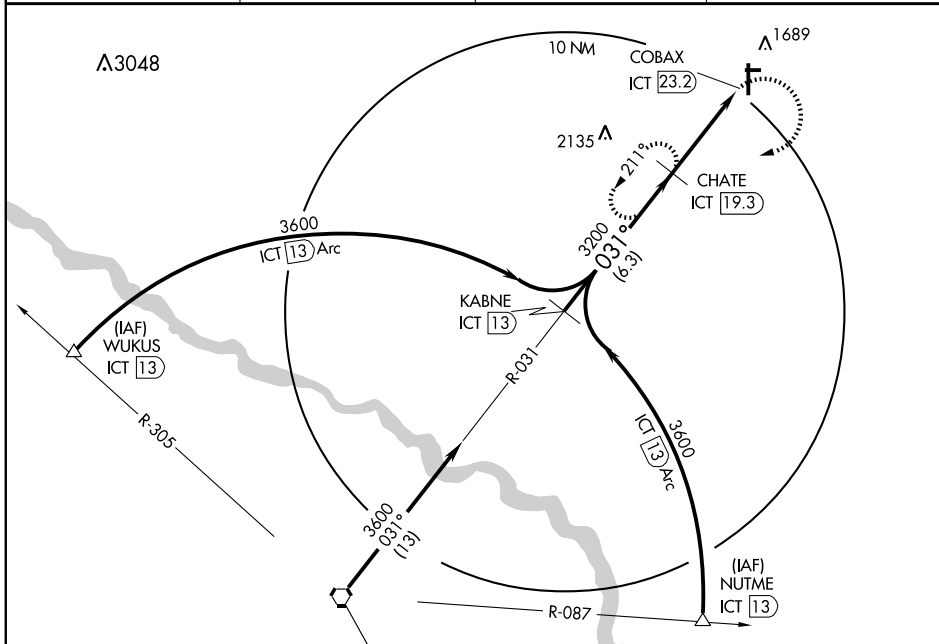 3048
10 NM
1689
COBAX
ICT 23.2
2135
211°
CHATE
ICT 19.3
3600
ICT 13 Arc
3200
031°
(6.3)
KABNE
ICT 13
(IAF)
WUKUS
ICT 13
R-031
R-305
3600
ICT 13 Arc
3600
031°
(13)
(IAF)
NUTME
ICT 13
R-087